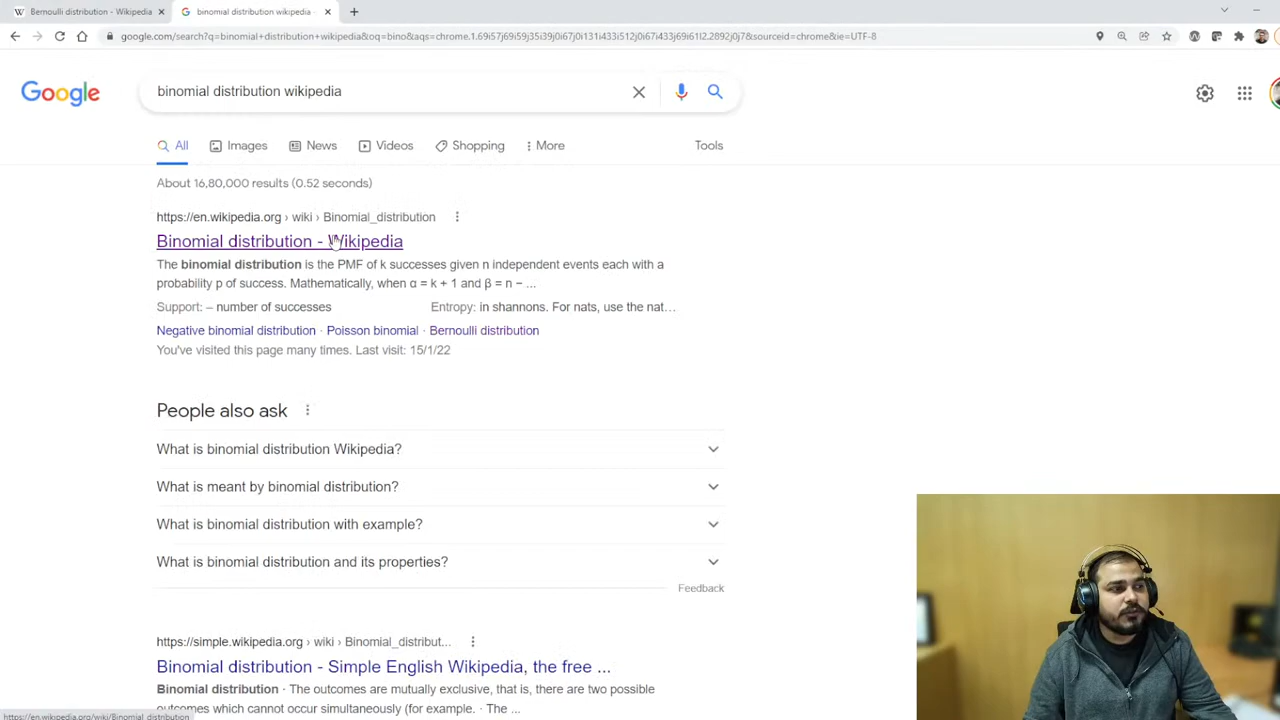 Bernoulli distribution - Wikipedia
binomial distribution wikipedia -
google.com/search?q=binomial+distribution+wikipedia&oq=bino&aqs=chrome.1.69i57j69i59j35i39j0i67j0i131i433i512j0i67i433j69i61l2.2892j0j7&sourceid=chrome&ie=UTF-8
Google
binomial distribution wikipedia
All
Images
News
Videos
Shopping
More
Tools
About 16,80,000 results (0.52 seconds)
https://en.wikipedia.org › wiki › Binomial_distribution
Binomial distribution - Wikipedia
The binomial distribution is the PMF of k successes given n independent events each with a
probability p of success. Mathematically, when α = k + 1 and β = n − ...
Support: – number of successes
Entropy: in shannons. For nats, use the nat…
Negative binomial distribution · Poisson binomial · Bernoulli distribution
You've visited this page many times. Last visit: 15/1/22
People also ask
What is binomial distribution Wikipedia?
What is meant by binomial distribution?
What is binomial distribution with example?
What is binomial distribution and its properties?
Feedback
https://simple.wikipedia.org › wiki › Binomial_distribut...
Binomial distribution - Simple English Wikipedia, the free ...
Binomial distribution · The outcomes are mutually exclusive, that is, there are two possible
outcomes which cannot occur simultaneously (for example. · The ...
https://en.wikipedia.org/wiki/Binomial_distribution